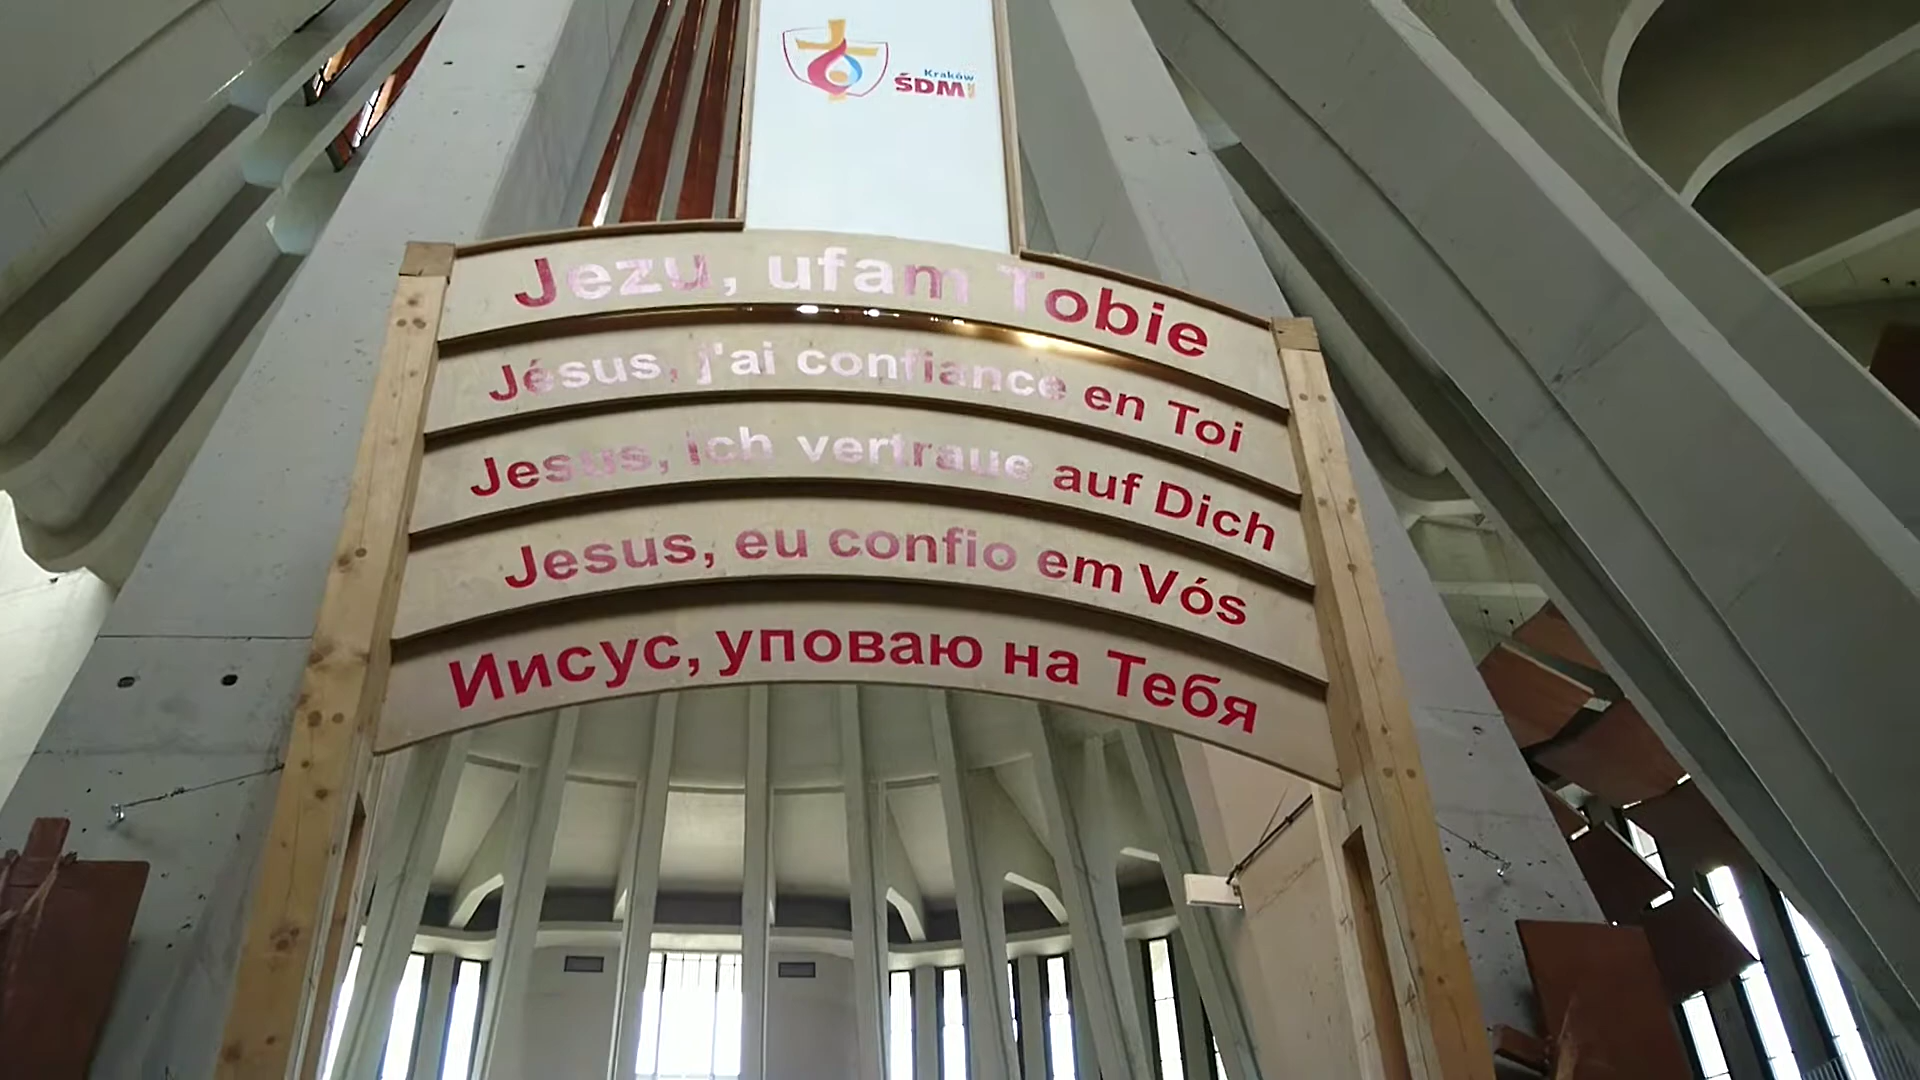 Kraków
ŚDM
Jezu, ufam Tobie
Jésus, j'ai confiance en Toi
Jesus, ich vertraue auf Dich
Jesus, eu confio em Vós
Иисус, уповаю на Тебя